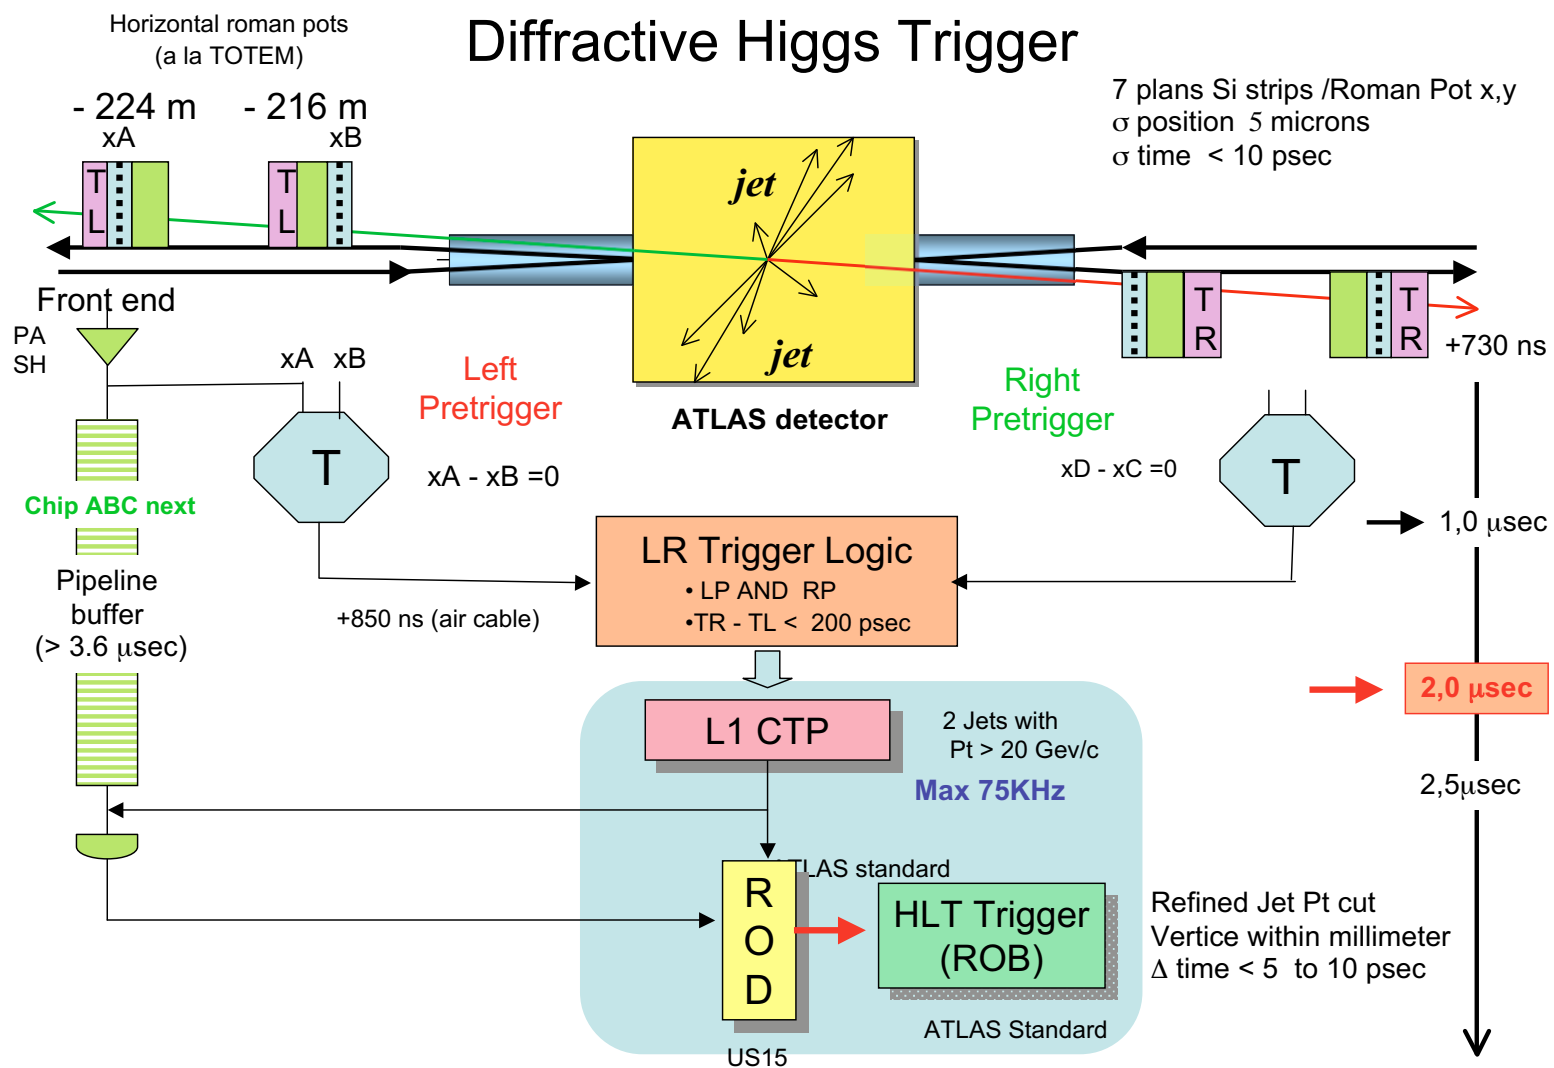 Diffractive Higgs Trigger
Horizontal roman pots
(a la TOTEM)
- 224 m
- 216 m
xA
xB
7 plans Si strips /Roman Pot x,y
σ position 5 microns
σ time < 10 psec
T
L
T
L
jet
jet
ATLAS detector
T
R
T
R
+730 ns
Front end
PA
SH
xA
xB
Left
Pretrigger
Right
Pretrigger
T
xA - xB =0
xD - xC =0
T
Chip ABC next
1,0 μsec
LR Trigger Logic
• LP AND RP
•TR - TL < 200 psec
Pipeline
buffer
(> 3.6 μsec)
+850 ns (air cable)
2,0 μsec
L1 CTP
2 Jets with
Pt > 20 Gev/c
Max 75KHz
2,5μsec
ATLAS standard
R
O
D
HLT Trigger
(ROB)
Refined Jet Pt cut
Vertice within millimeter
Δ time < 5 to 10 psec
ATLAS Standard
US15